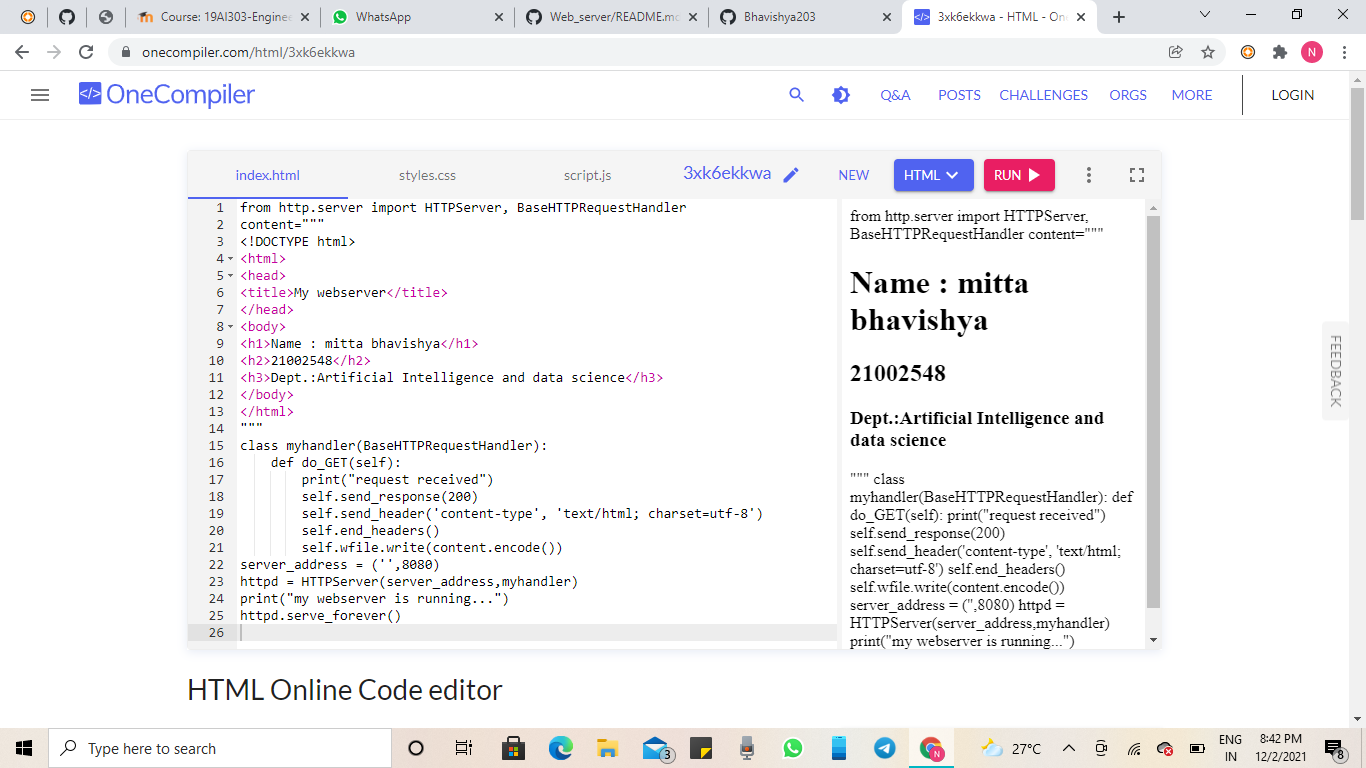 Course: 19AI303-Enginee
WhatsApp
Web_server/README.md
Bhavishya203
3xk6ekkwa - HTML - On
onecompiler.com/html/3xk6ekkwa
N
</> OneCompiler
Q&A POSTS CHALLENGES ORGS MORE LOGIN
index.html styles.css script.js 3xk6ekkwa NEW HTML RUN
1 from http.server import HTTPServer, BaseHTTPRequestHandler
2 content="""
3 <!DOCTYPE html>
4 <html>
5 <head>
6 <title>My webserver</title>
7 </head>
8 <body>
9 <h1>Name : mitta bhavishya</h1>
10 <h2>21002548</h2>
11 <h3>Dept.:Artificial Intelligence and data science</h3>
12 </body>
13 </html>
14 """
15 class myhandler(BaseHTTPRequestHandler):
16     def do_GET(self):
17         print("request received")
18         self.send_response(200)
19         self.send_header('content-type', 'text/html; charset=utf-8')
20         self.end_headers()
21         self.wfile.write(content.encode())
22 server_address = ('',8080)
23 httpd = HTTPServer(server_address,myhandler)
24 print("my webserver is running...")
25 httpd.serve_forever()
26
from http.server import HTTPServer,
BaseHTTPRequestHandler content="""
Name : mitta
bhavishya
21002548
Dept.:Artificial Intelligence and
data science
""" class
myhandler(BaseHTTPRequestHandler): def
do_GET(self): print("request received")
self.send_response(200)
self.send_header('content-type', 'text/html;
charset=utf-8') self.end_headers()
self.wfile.write(content.encode())
server_address = ('',8080) httpd =
HTTPServer(server_address,myhandler)
print("my webserver is running...")
FEEDBACK
HTML Online Code editor
Type here to search
3
N
27°C
ENG
IN
8:42 PM
12/2/2021
8